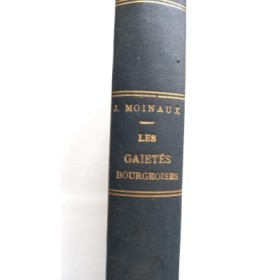 J. MOINAUX
LES
GAIETÉS
BOURGEOISES